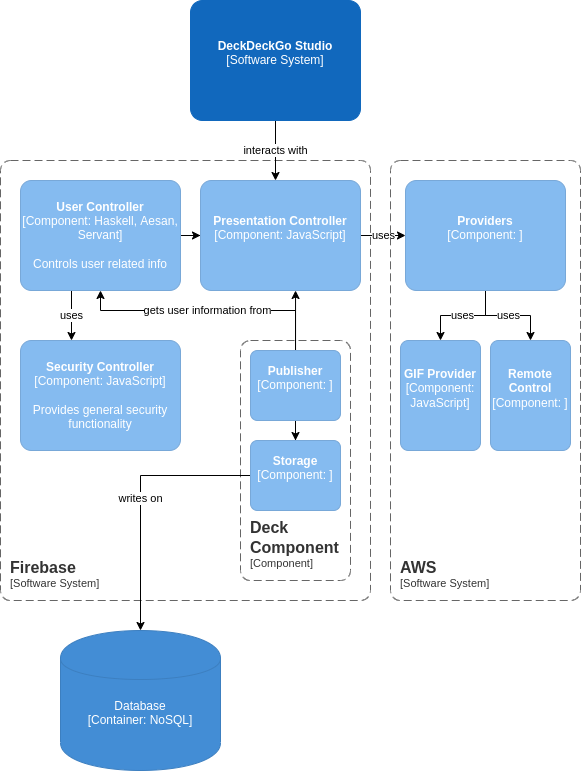 DeckDeckGo Studio
[Software System]
interacts with
User Controller
[Component: Haskell, Aesan,
Servant]
Controls user related info
Presentation Controller
[Component: JavaScript]
uses
Providers
[Component: ]
uses
gets user information from
uses
uses
Security Controller
[Component: JavaScript]
Provides general security
functionality
Publisher
[Component: ]
Storage
[Component: ]
GIF Provider
[Component:
JavaScript]
Remote
Control
[Component: ]
writes on
Deck
Component
[Component]
Firebase
[Software System]
AWS
[Software System]
Database
[Container: NoSQL]